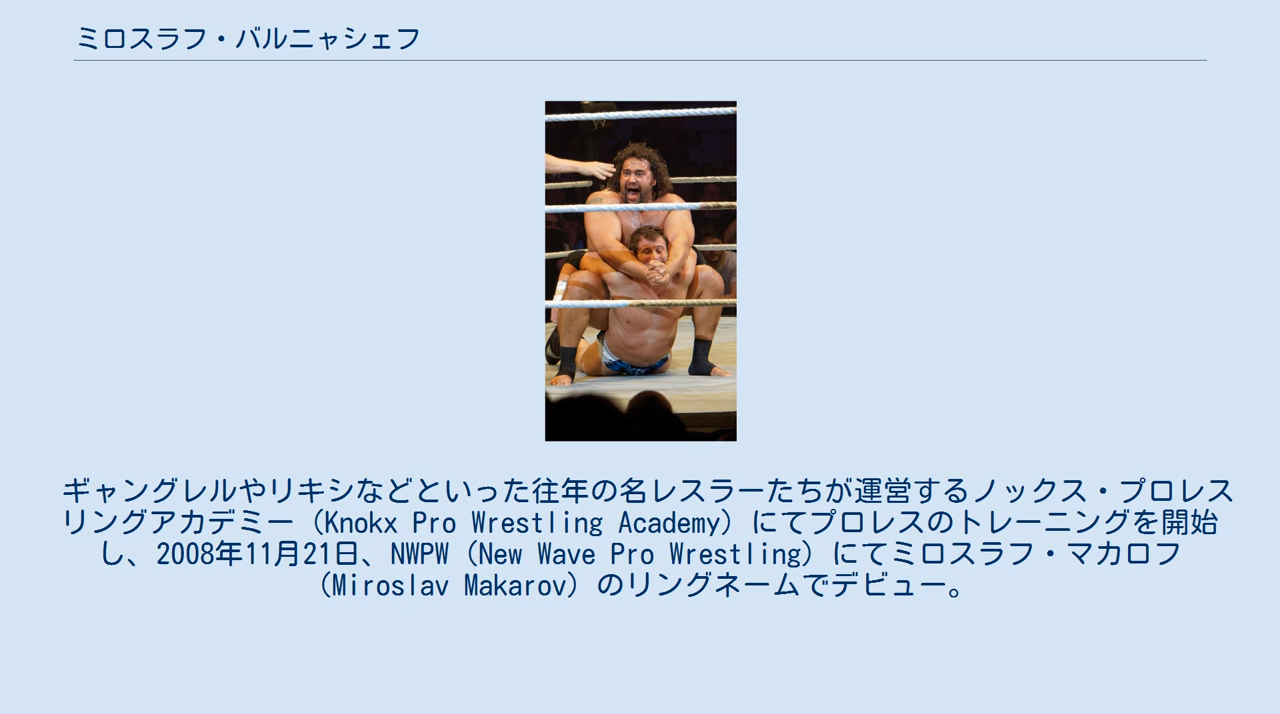 ミロスラフ・バルニャシェフ
ギャングレルやリキシなどといった往年の名レスラーたちが運営するノックス・プロレス
リングアカデミー（Knokx Pro Wrestling Academy）にてプロレスのトレーニングを開始
し、2008年11月21日、NWPW（New Wave Pro Wrestling）にてミロスラフ・マカロフ
（Miroslav Makarov）のリングネームでデビュー。